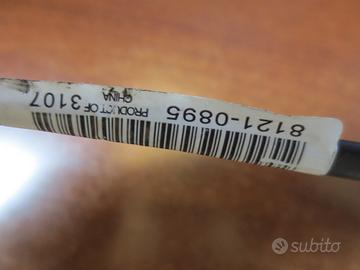 8121-0895
PRODUCT OF
CHINA
3107
subito